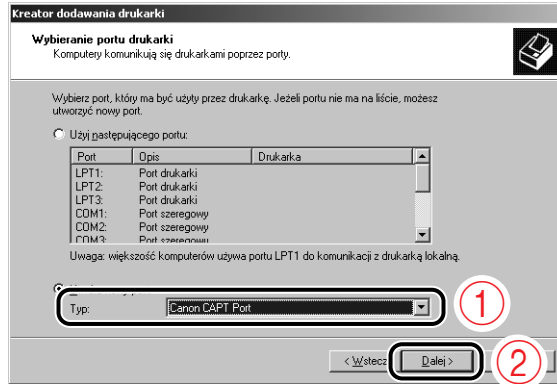 Kreator dodawania drukarki
Wybieranie portu drukarki
Komputery komunikują się drukarkami poprzez porty.
Wybierz port, który ma być użyty przez drukarkę. Jeżeli portu nie ma na liście, możesz
utworzyć nowy port.
Użyj następującego portu:
Port Opis Drukarka
LPT1: Port drukarki
LPT2: Port drukarki
LPT3: Port drukarki
COM1: Port szeregowy
COM2: Port szeregowy
COM3: Port szeregowy
Uwaga: większość komputerów używa portu LPT1 do komunikacji z drukarką lokalną.
Typ: Canon CAPT Port
1
< Wstecz Dalej >
2